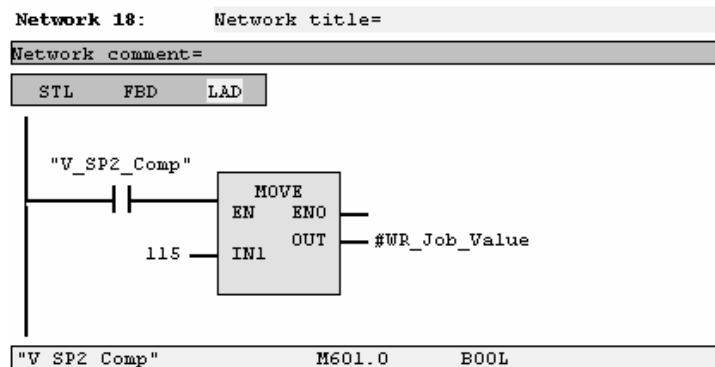 Network 18: Network title=
Network comment=
STL FBD LAD
"V_SP2_Comp"
MOVE
EN ENO
OUT #WR_Job_Value
115 IN1
"V SP2 Comp" M601.0 BOOL